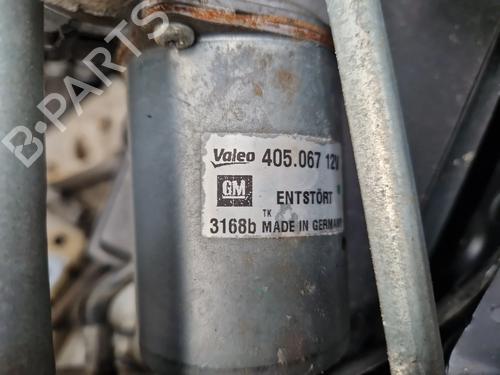 B-PARTS
Valeo 405.067 12V
GM ENTSTÖRT
TK
3168b MADE IN GERMANY